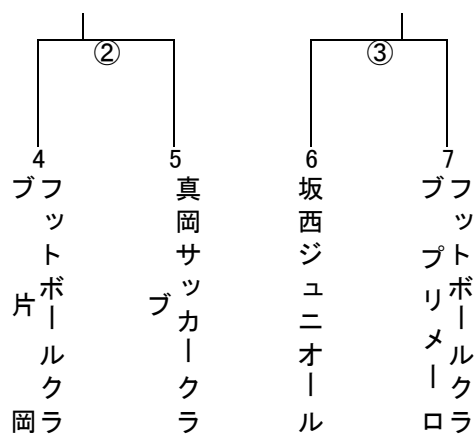 ② ③
4 5 6 7
フットボールクラ
ブ 片岡
真岡サッカークラ
ブ
坂西ジュニオール
フットボールクラ
ブ プリメーロ